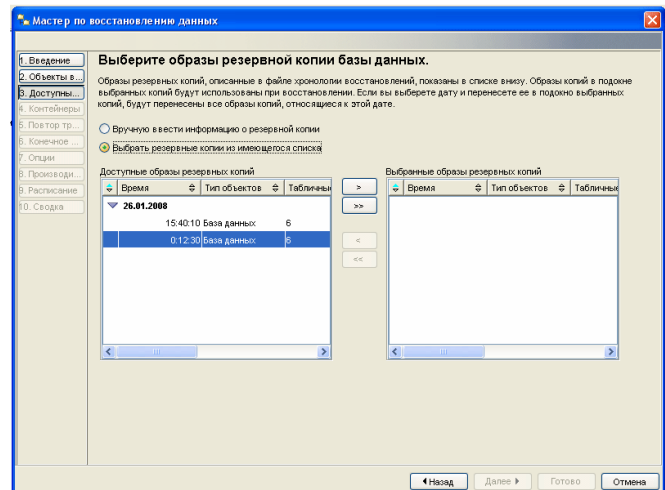 Мастер по восстановлению данных
1. Введение
2. Объекты в...
3. Доступны...
4. Контейнеры
5. Повтор тр...
6. Конечное ...
7. Опции
8. Производи...
9. Расписание
10. Сводка
Выберите образы резервной копии базы данных.
Образы резервных копий, описанные в файле хронологии восстановлений, показаны в списке внизу. Образы копий в подокне
выбранных копий будут использованы при восстановлении. Если вы выберете дату и перенесете ее в подокно выбранных
копий, будут перенесены все образы копий, относящиеся к этой дате.
Вручную ввести информацию о резервной копии
Выбрать резервные копии из имеющегося списка
Доступные образы резервных копий
Время Тип объектов Табличные
26.01.2008
15:40:10 База данных 6
0:12:30 База данных 6
>
>>
<
<<
Выбранные образы резервных копий
Время Тип объектов Табличные
Назад Далее Готово Отмена